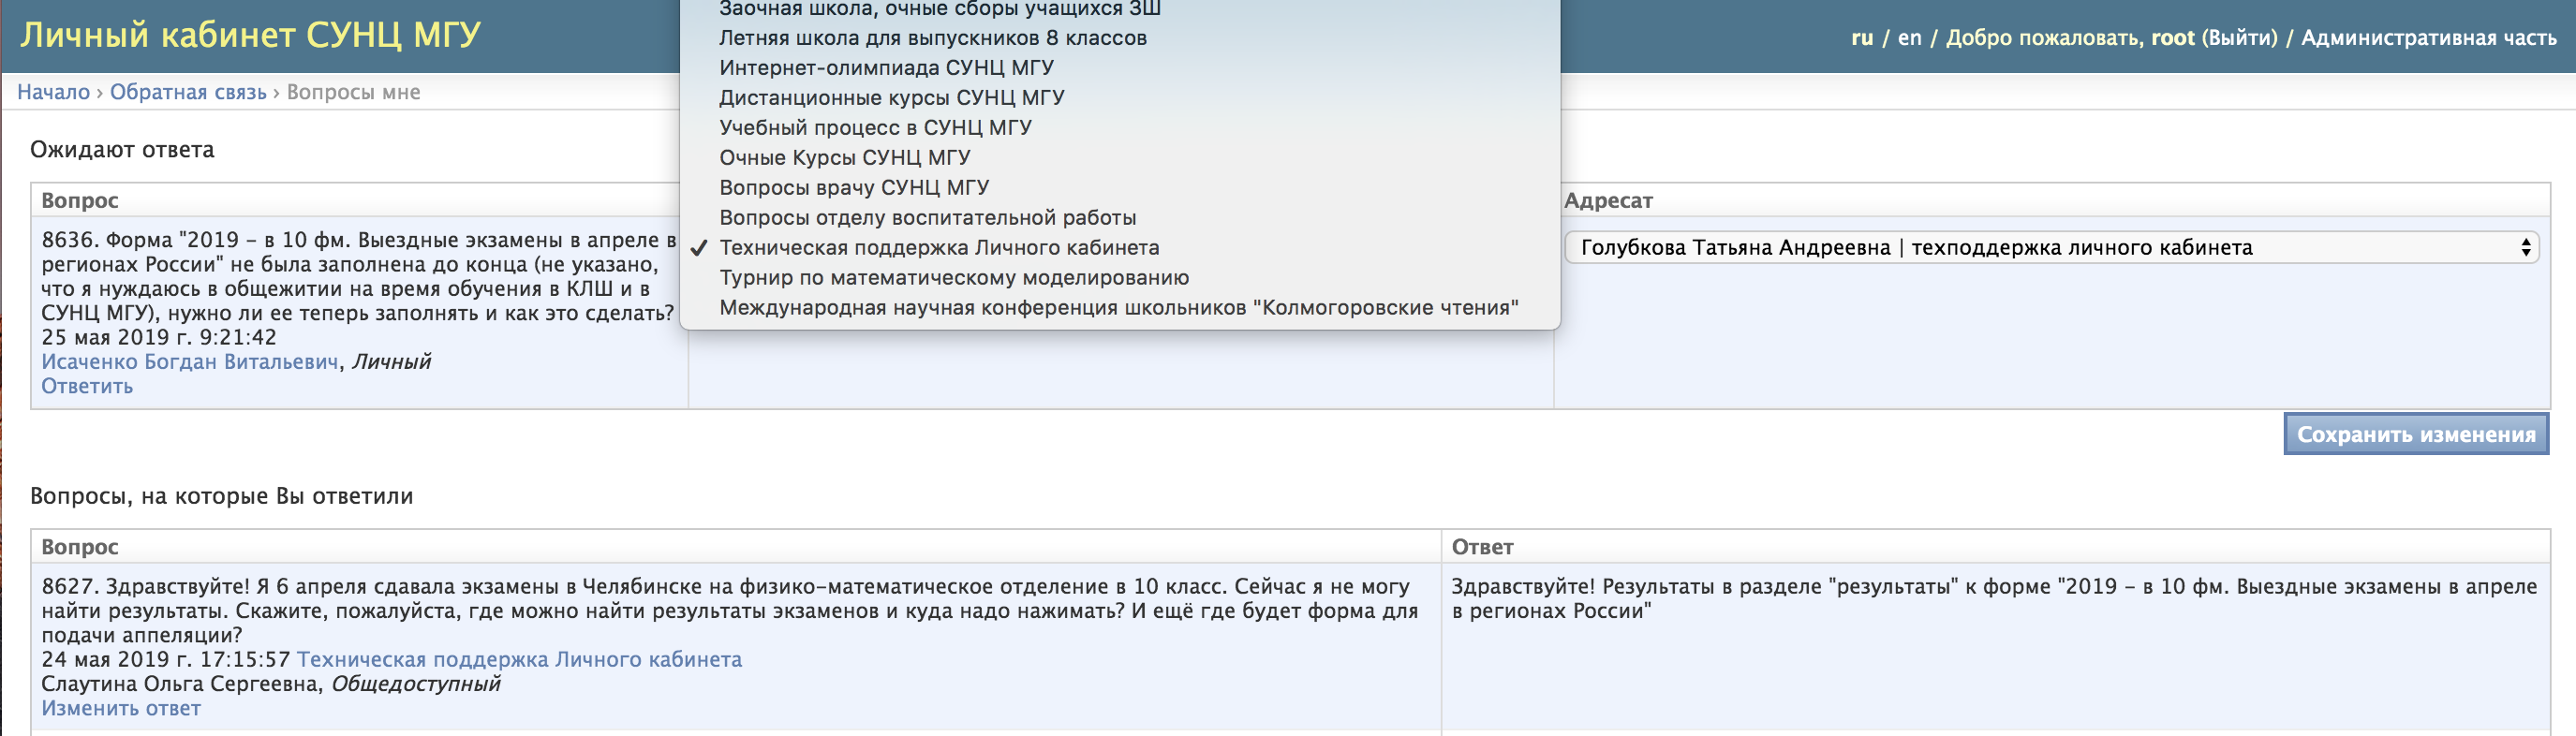 Личный кабинет СУНЦ МГУ
ru / en / Добро пожаловать, root (Выйти) / Административная часть
Начало › Обратная связь › Вопросы мне
Заочная школа, очные сборы учащихся ЗШ
Летняя школа для выпускников 8 классов
Интернет-олимпиада СУНЦ МГУ
Дистанционные курсы СУНЦ МГУ
Учебный процесс в СУНЦ МГУ
Очные Курсы СУНЦ МГУ
Вопросы врачу СУНЦ МГУ
Вопросы отделу воспитательной работы
✓ Техническая поддержка Личного кабинета
Турнир по математическому моделированию
Международная научная конференция школьников "Колмогоровские чтения"
Ожидают ответа
Вопрос
Адресат
8636. Форма "2019 – в 10 фм. Выездные экзамены в апреле в
регионах России" не была заполнена до конца (не указано,
что я нуждаюсь в общежитии на время обучения в КЛШ и в
СУНЦ МГУ), нужно ли ее теперь заполнять и как это сделать?
25 мая 2019 г. 9:21:42
Исаченко Богдан Витальевич, Личный
Ответить
Голубкова Татьяна Андреевна | техподдержка личного кабинета
Сохранить изменения
Вопросы, на которые Вы ответили
Вопрос
Ответ
8627. Здравствуйте! Я 6 апреля сдавала экзамены в Челябинске на физико–математическое отделение в 10 класс. Сейчас я не могу
найти результаты. Скажите, пожалуйста, где можно найти результаты экзаменов и куда надо нажимать? И ещё где будет форма для
подачи аппеляции?
24 мая 2019 г. 17:15:57 Техническая поддержка Личного кабинета
Слаутина Ольга Сергеевна, Общедоступный
Изменить ответ
Здравствуйте! Результаты в разделе "результаты" к форме "2019 – в 10 фм. Выездные экзамены в апреле
в регионах России"